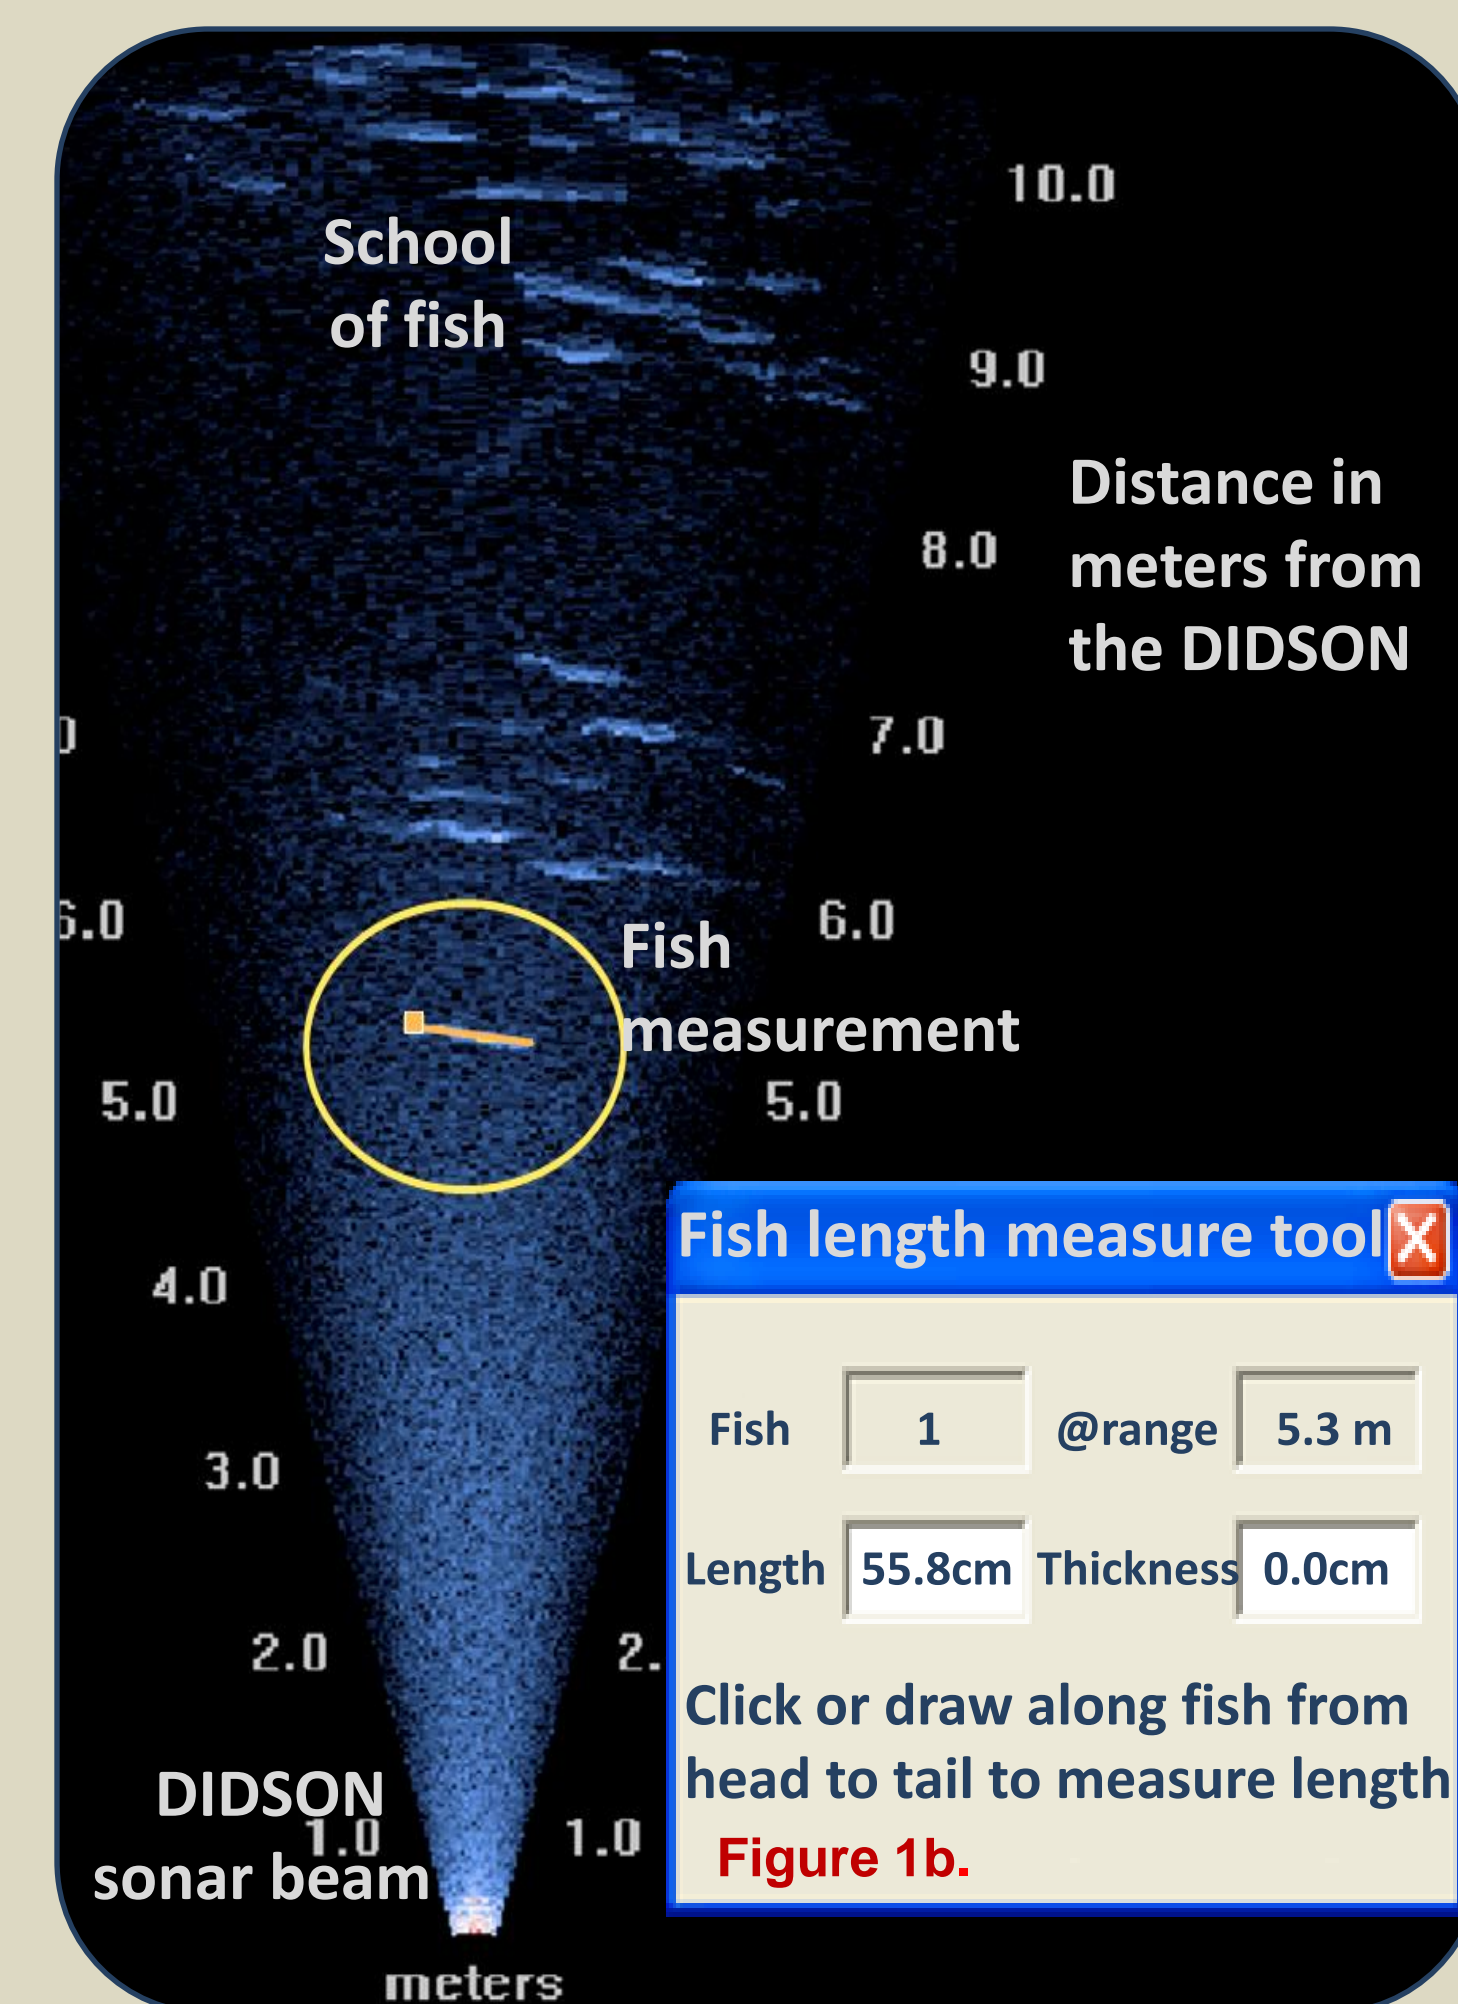 School
of fish
10.0
9.0
8.0
Distance in
meters from
the DIDSON
7.0
6.0
6.0
Fish
measurement
5.0
5.0
4.0
3.0
2.0
2.
1.0
1.0
DIDSON
sonar beam
meters
Fish length measure tool X
Fish 1 @range 5.3 m
Length 55.8cm Thickness 0.0cm
Click or draw along fish from
head to tail to measure length
Figure 1b.